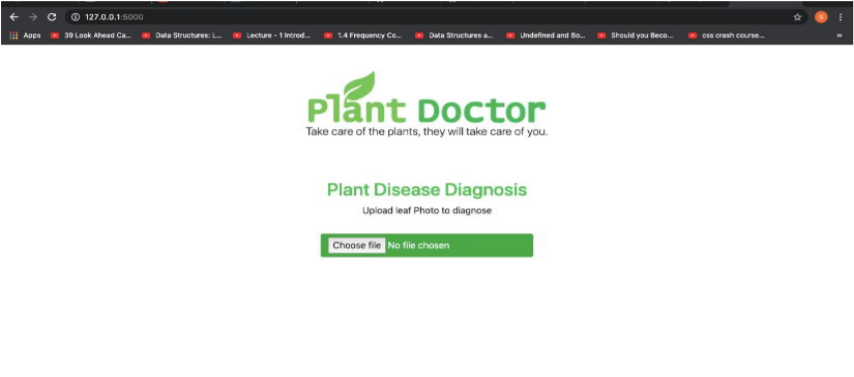 127.0.0.1:5000
Apps 39 Look Ahead Ca... Data Structures: L... Lecture - 1 Introd... 1.4 Frequency Co... Data Structures a... Undefined and Bo... Should you Beco... css crash course...
Plant Doctor
Take care of the plants, they will take care of you.
Plant Disease Diagnosis
Upload leaf Photo to diagnose
Choose file No file chosen